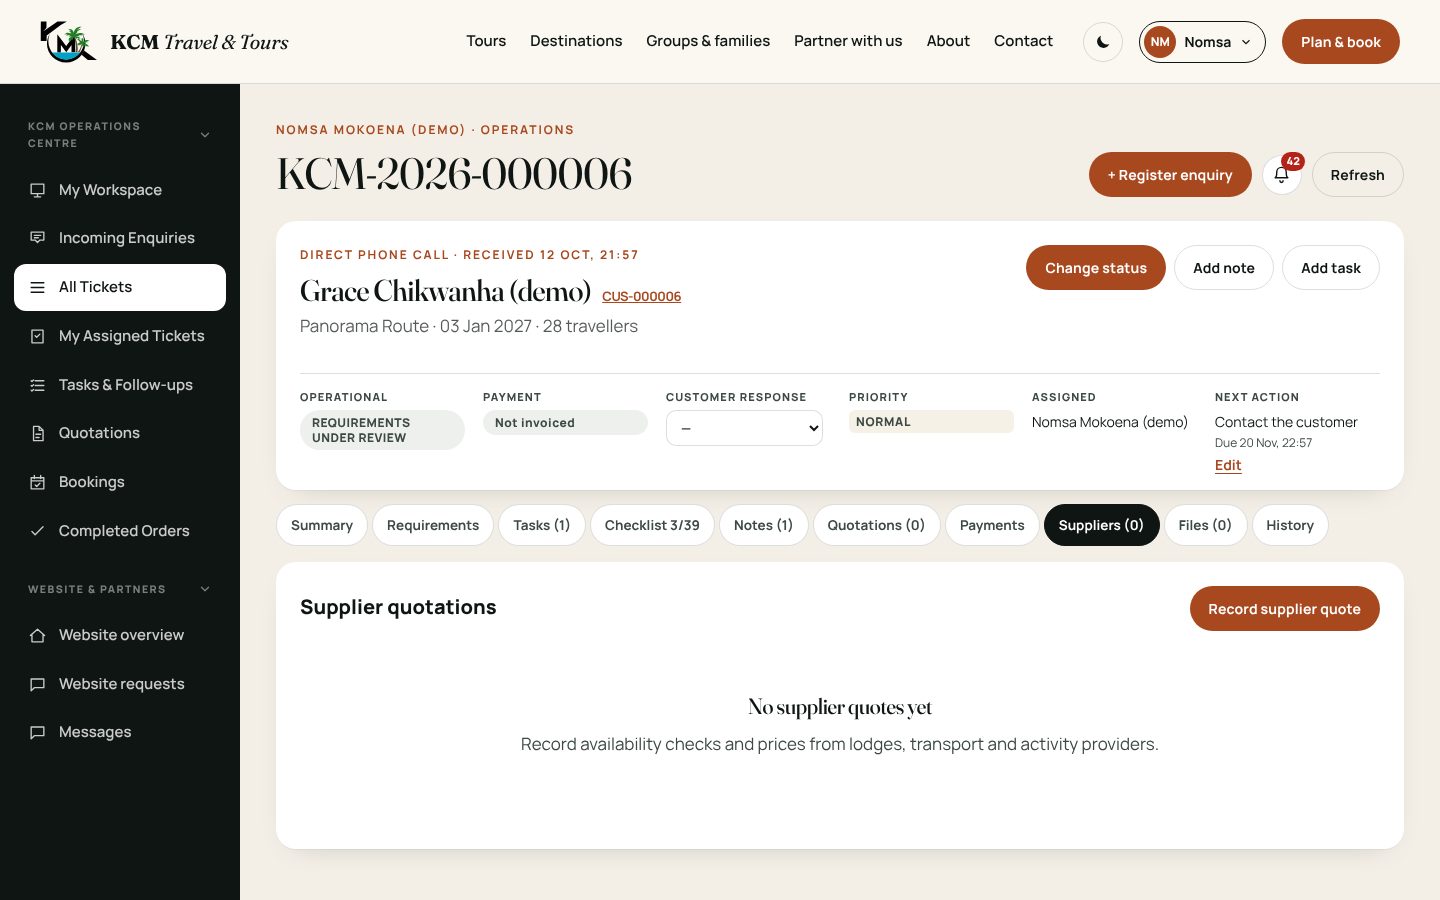 KCM Travel & Tours
Tours
Destinations
Groups & families
Partner with us
About
Contact
NM
Nomsa
Plan & book
KCM OPERATIONS
CENTRE
My Workspace
Incoming Enquiries
All Tickets
My Assigned Tickets
Tasks & Follow-ups
Quotations
Bookings
Completed Orders
WEBSITE & PARTNERS
Website overview
Website requests
Messages
NOMSA MOKOENA (DEMO) · OPERATIONS
KCM-2026-000006
+ Register enquiry
42
Refresh
DIRECT PHONE CALL · RECEIVED 12 OCT, 21:57
Grace Chikwanha (demo) CUS-000006
Panorama Route · 03 Jan 2027 · 28 travellers
Change status
Add note
Add task
OPERATIONAL
REQUIREMENTS
UNDER REVIEW
PAYMENT
Not invoiced
CUSTOMER RESPONSE
—
PRIORITY
NORMAL
ASSIGNED
Nomsa Mokoena (demo)
NEXT ACTION
Contact the customer
Due 20 Nov, 22:57
Edit
Summary
Requirements
Tasks (1)
Checklist 3/39
Notes (1)
Quotations (0)
Payments
Suppliers (0)
Files (0)
History
Supplier quotations
Record supplier quote
No supplier quotes yet
Record availability checks and prices from lodges, transport and activity providers.